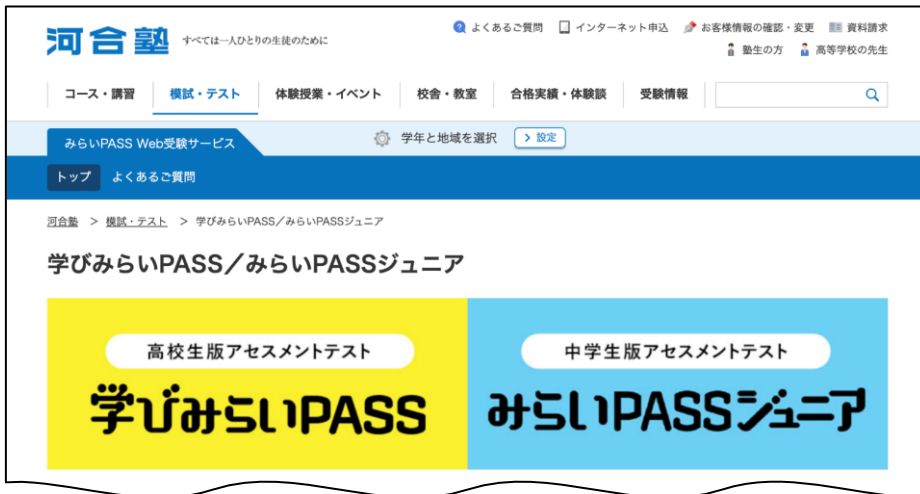 河合塾 すべては一人ひとりの生徒のために
よくあるご質問 インターネット申込 お客様情報の確認・変更 資料請求
塾生の方 高等学校の先生
コース・講習 模試・テスト 体験授業・イベント 校舎・教室 合格実績・体験談 受験情報
みらいPASS Web受験サービス 学年と地域を選択 > 設定
トップ よくあるご質問
河合塾 > 模試・テスト > 学びみらいPASS/みらいPASSジュニア
学びみらいPASS/みらいPASSジュニア
高校生版アセスメントテスト
学びみらいPASS
中学生版アセスメントテスト
みらいPASSジュニア